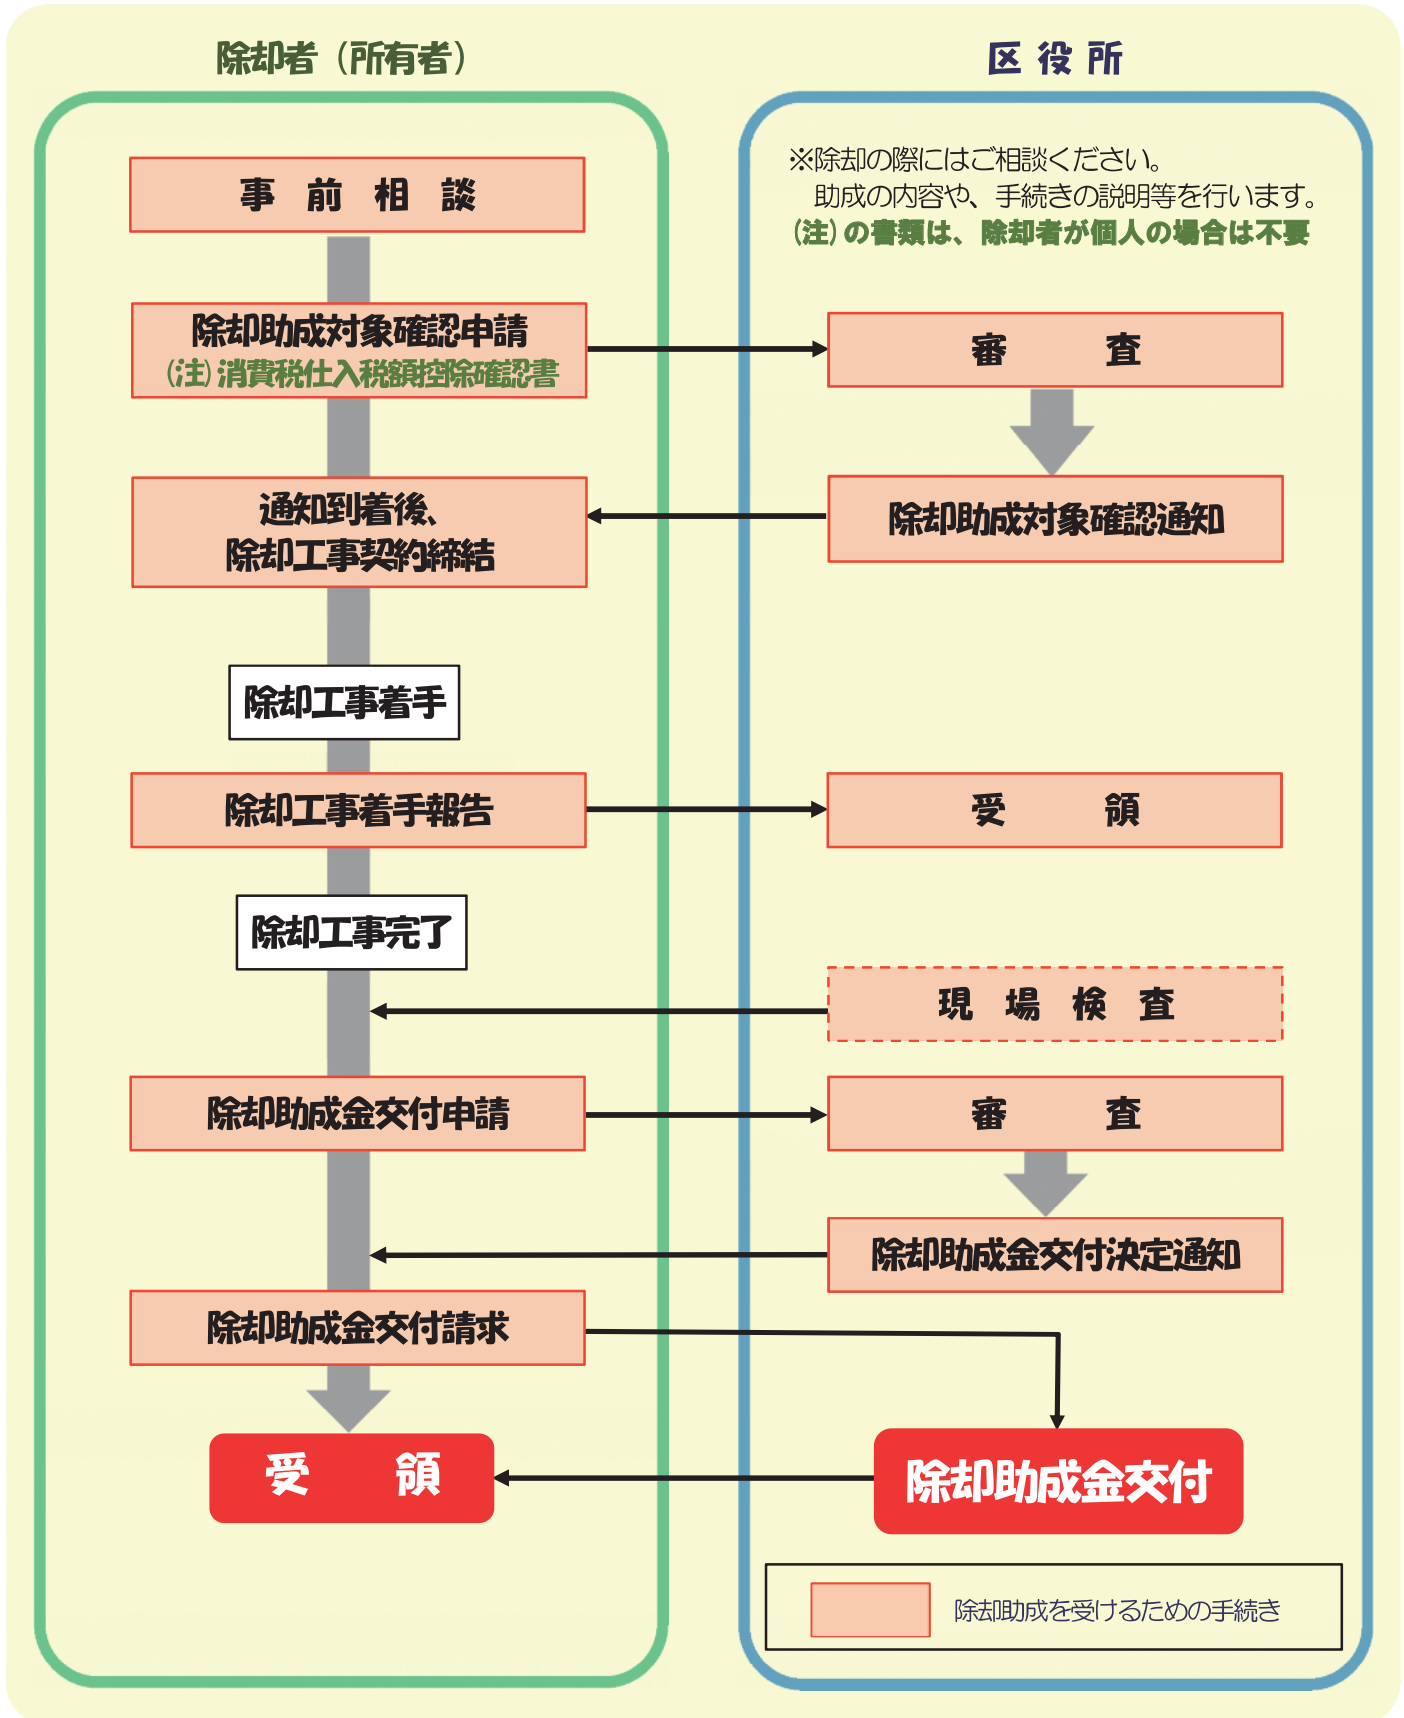 除却者（所有者）
区役所
※除却の際にはご相談ください。
助成の内容や、手続きの説明等を行います。
(注)の書類は、除却者が個人の場合は不要
事前相談
除却助成対象確認申請
(注)消費税仕入税額控除確認書
審査
通知到着後、
除却工事契約締結
除却助成対象確認通知
除却工事着手
除却工事着手報告
受領
除却工事完了
現場検査
除却助成金交付申請
審査
除却助成金交付決定通知
除却助成金交付請求
受領
除却助成金交付
除却助成を受けるための手続き